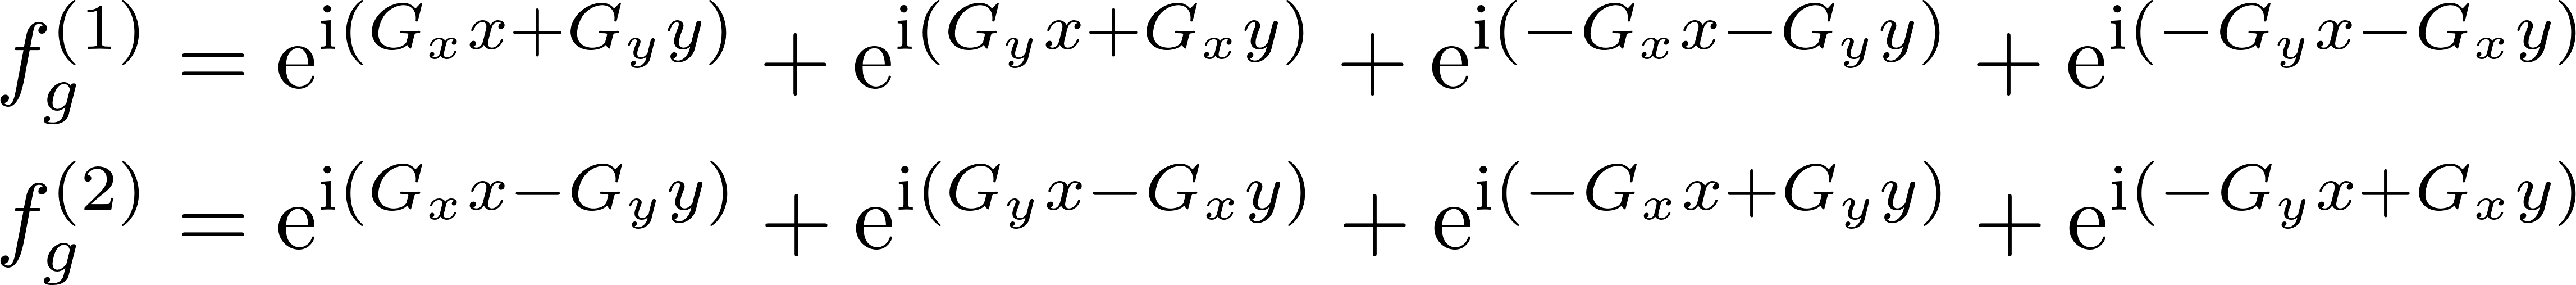 f_g^{(1)} = e^{i(G_x x+G_y y)} + e^{i(G_y x+G_x y)} + e^{i(-G_x x-G_y y)} + e^{i(-G_y x-G_x y)}
f_g^{(2)} = e^{i(G_x x-G_y y)} + e^{i(G_y x-G_x y)} + e^{i(-G_x x+G_y y)} + e^{i(-G_y x+G_x y)}